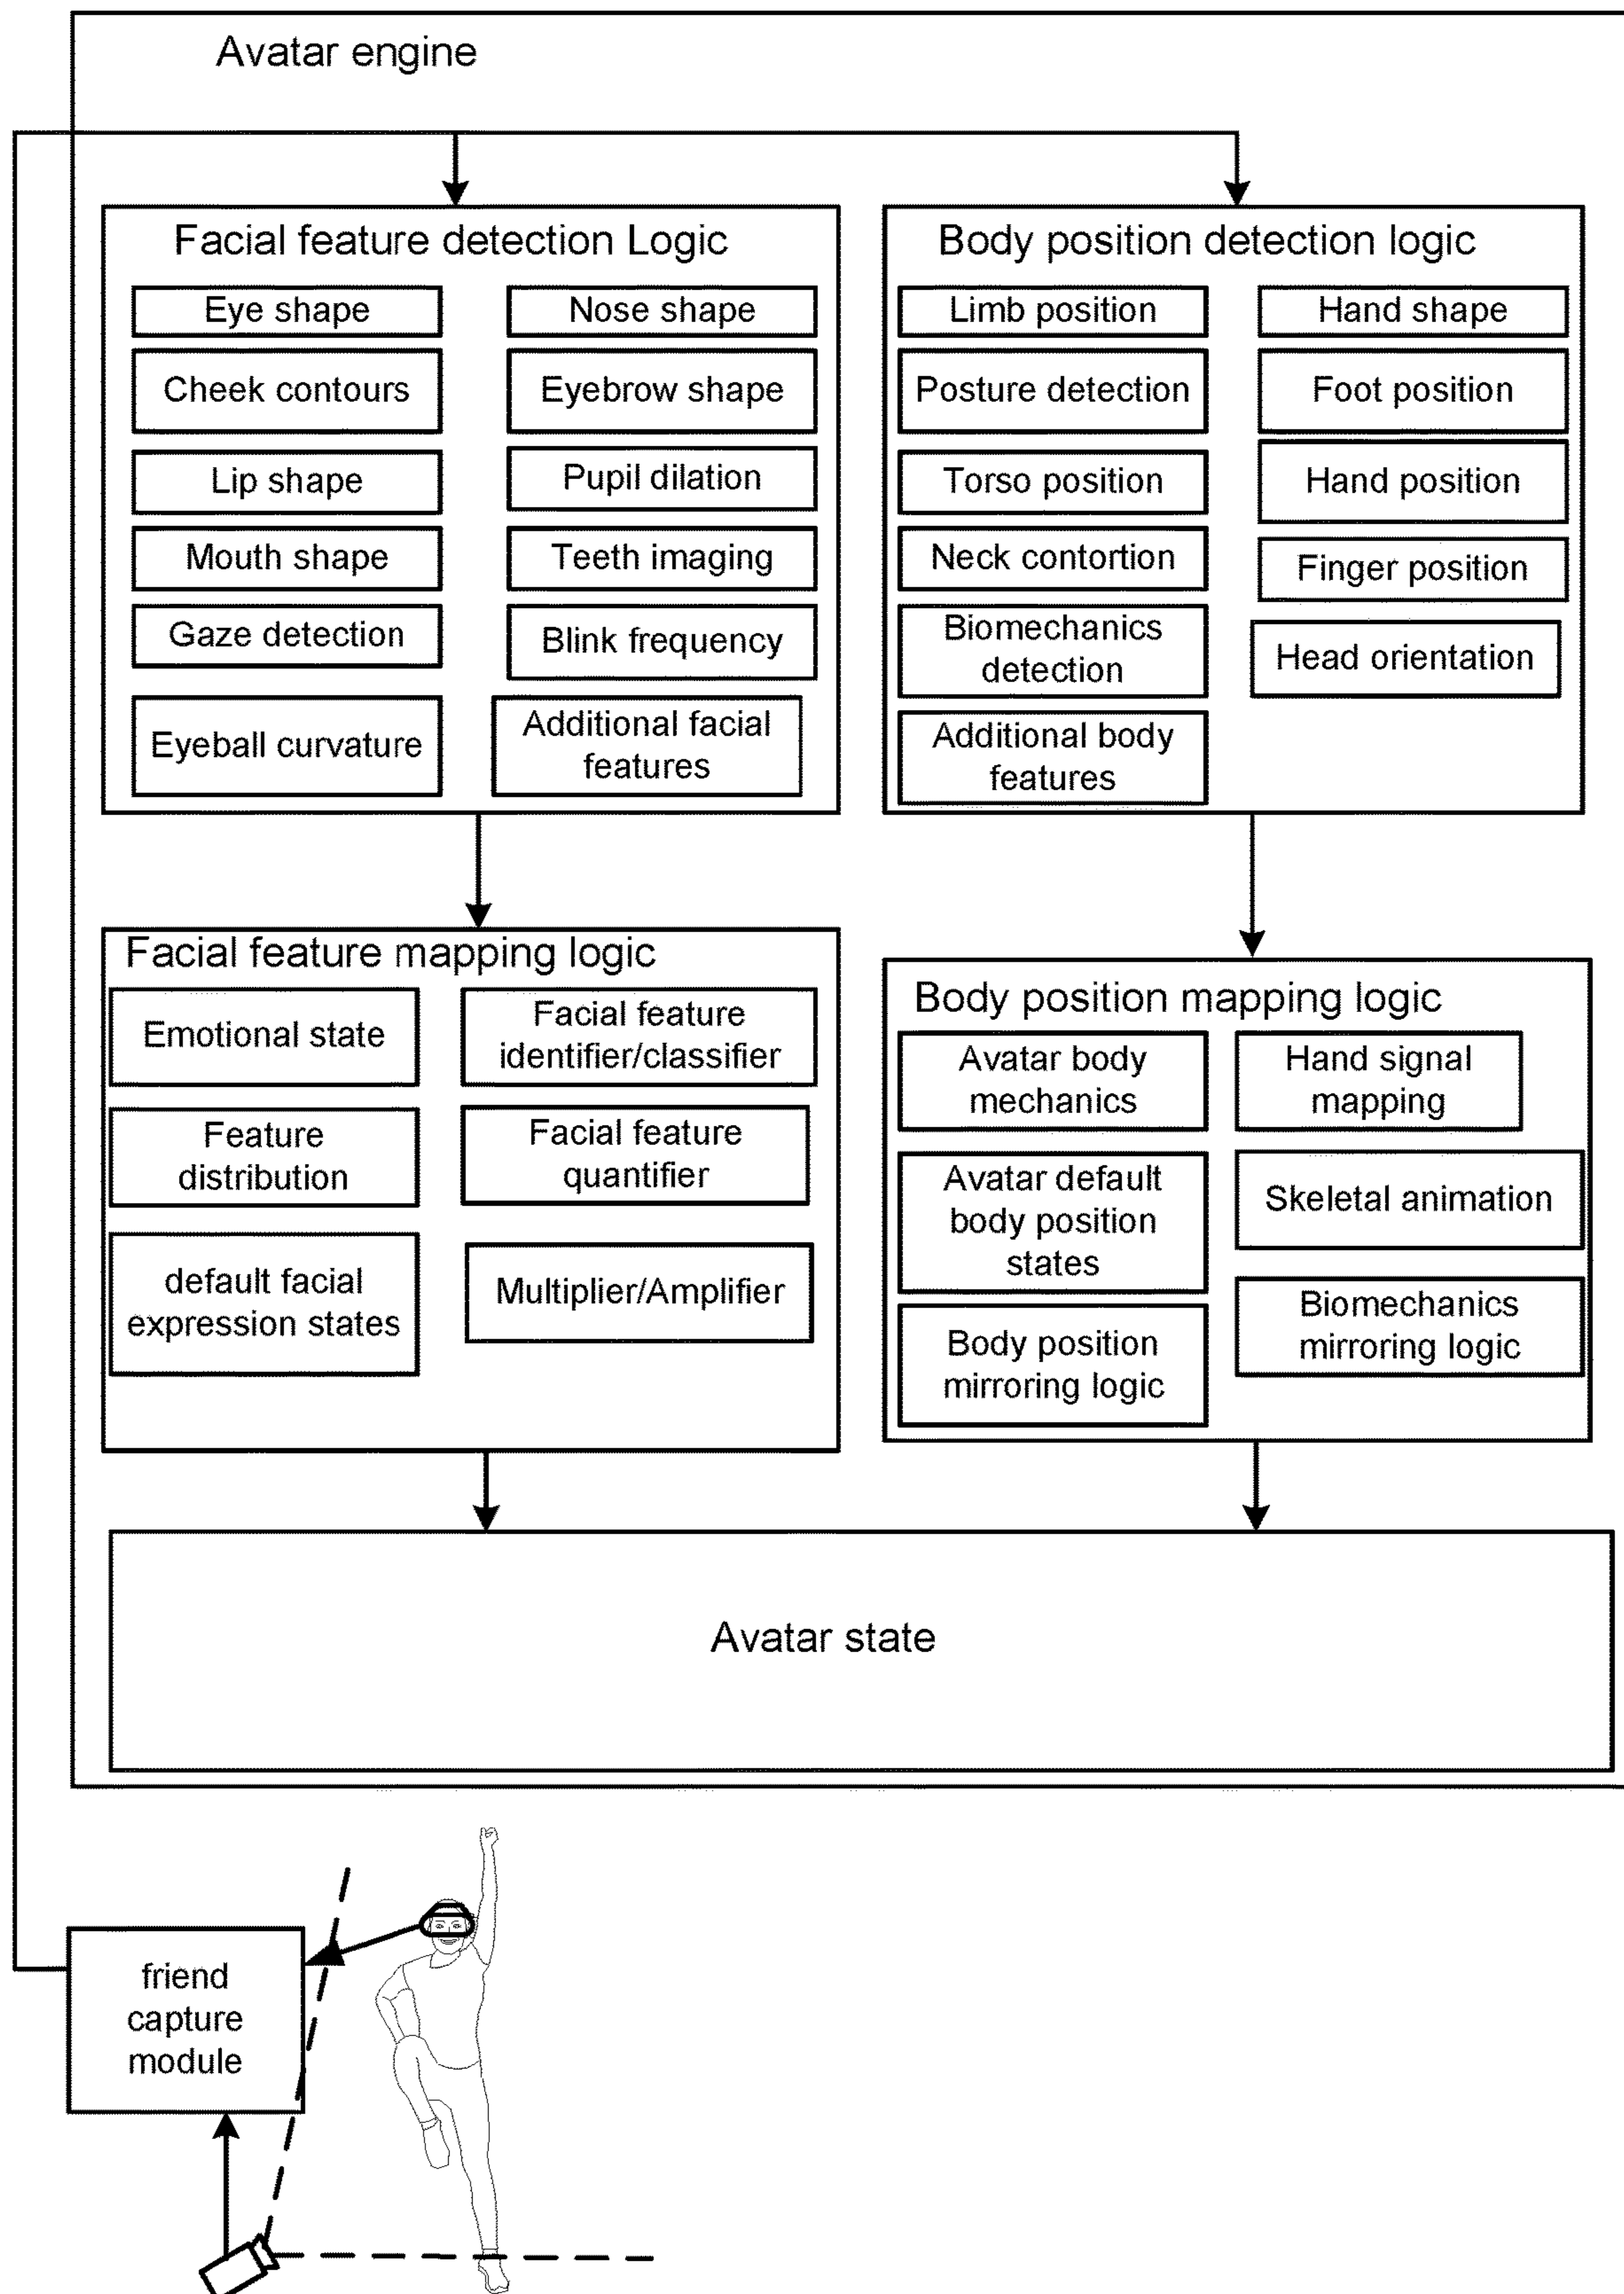 Avatar engine
Facial feature detection Logic
Eye shape
Nose shape
Cheek contours
Eyebrow shape
Lip shape
Pupil dilation
Mouth shape
Teeth imaging
Gaze detection
Blink frequency
Eyeball curvature
Additional facial
features
Body position detection logic
Limb position
Hand shape
Posture detection
Foot position
Torso position
Hand position
Neck contortion
Finger position
Biomechanics
detection
Head orientation
Additional body
features
Facial feature mapping logic
Emotional state
Facial feature
identifier/classifier
Feature
distribution
Facial feature
quantifier
default facial
expression states
Multiplier/Amplifier
Body position mapping logic
Avatar body
mechanics
Hand signal
mapping
Avatar default
body position
states
Skeletal animation
Body position
mirroring logic
Biomechanics
mirroring logic
Avatar state
friend
capture
module